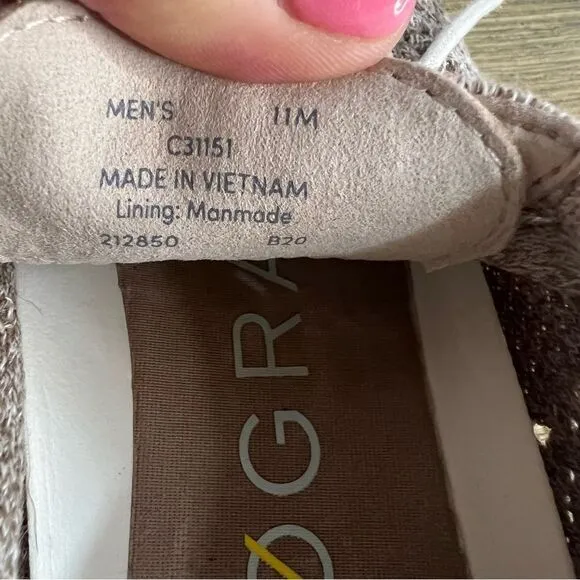 MEN'S 11M
C31151
MADE IN VIETNAM
Lining: Manmade
212850 B20
ØGRA